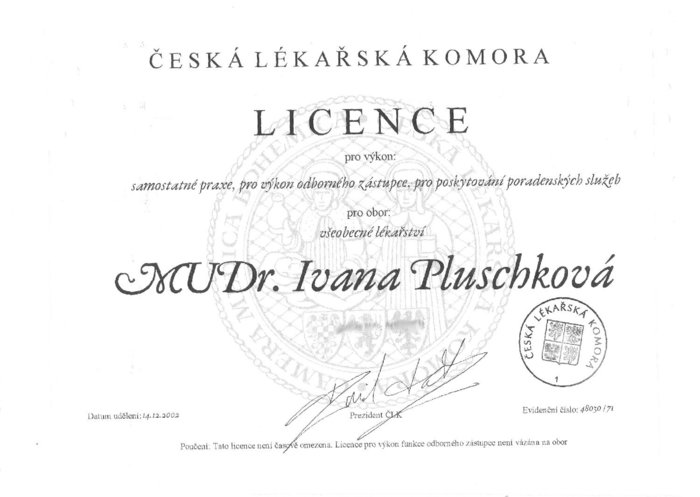 ČESKÁ LÉKAŘSKÁ KOMORA
LICENCE
pro výkon:
samostatné praxe, pro výkon odborného zástupce, pro poskytování poradenských služeb
pro obor:
všeobecné lékařství
MUDr. Ivana Pluschková
ČESKÁ LÉKAŘSKÁ KOMORA
1
Datum udělení: 14.12.2002
Prezident ČLK
Evidenční číslo: 48030/71
Poučení: Tato licence není časově omezena. Licence pro výkon funkce odborného zástupce není vázána na obor